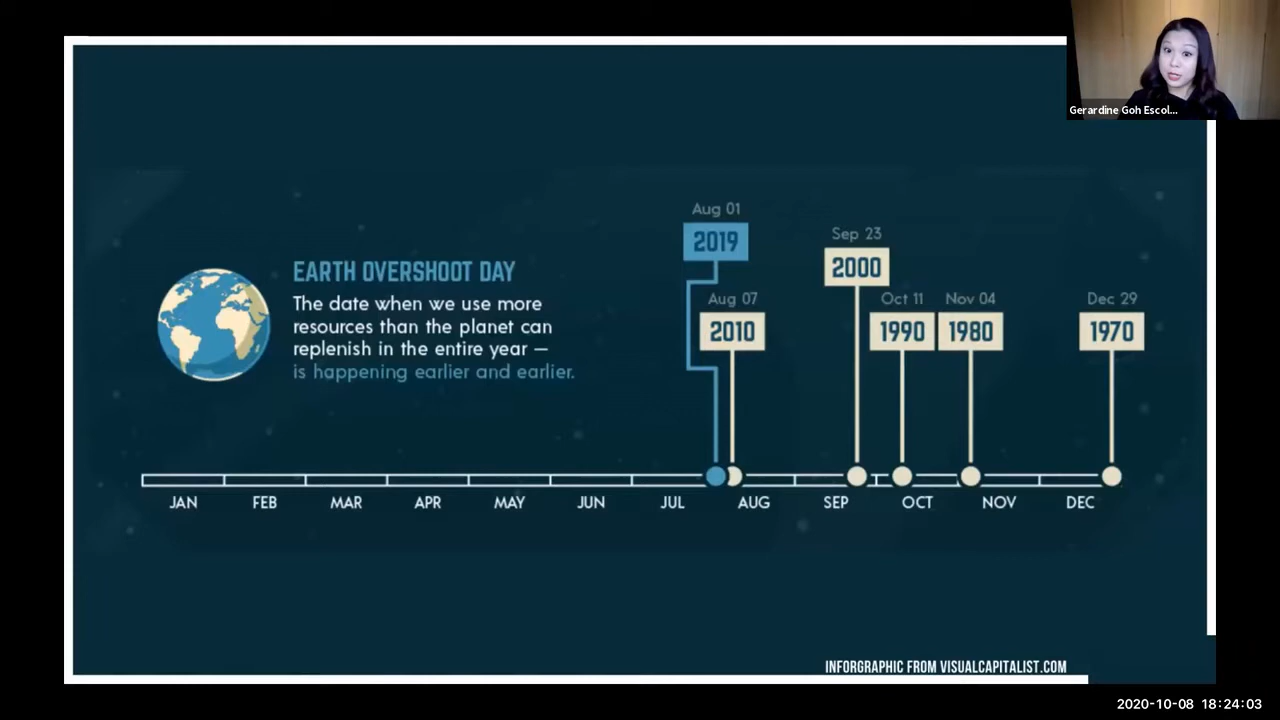 Gerardine Goh Escol...
Aug 01
2019
Sep 23
2000
Aug 07
2010
Oct 11
1990
Nov 04
1980
Dec 29
1970
EARTH OVERSHOOT DAY
The date when we use more
resources than the planet can
replenish in the entire year —
is happening earlier and earlier.
JAN FEB MAR APR MAY JUN JUL AUG SEP OCT NOV DEC
INFORGRAPHIC FROM VISUALCAPITALIST.COM
2020-10-08 18:24:03